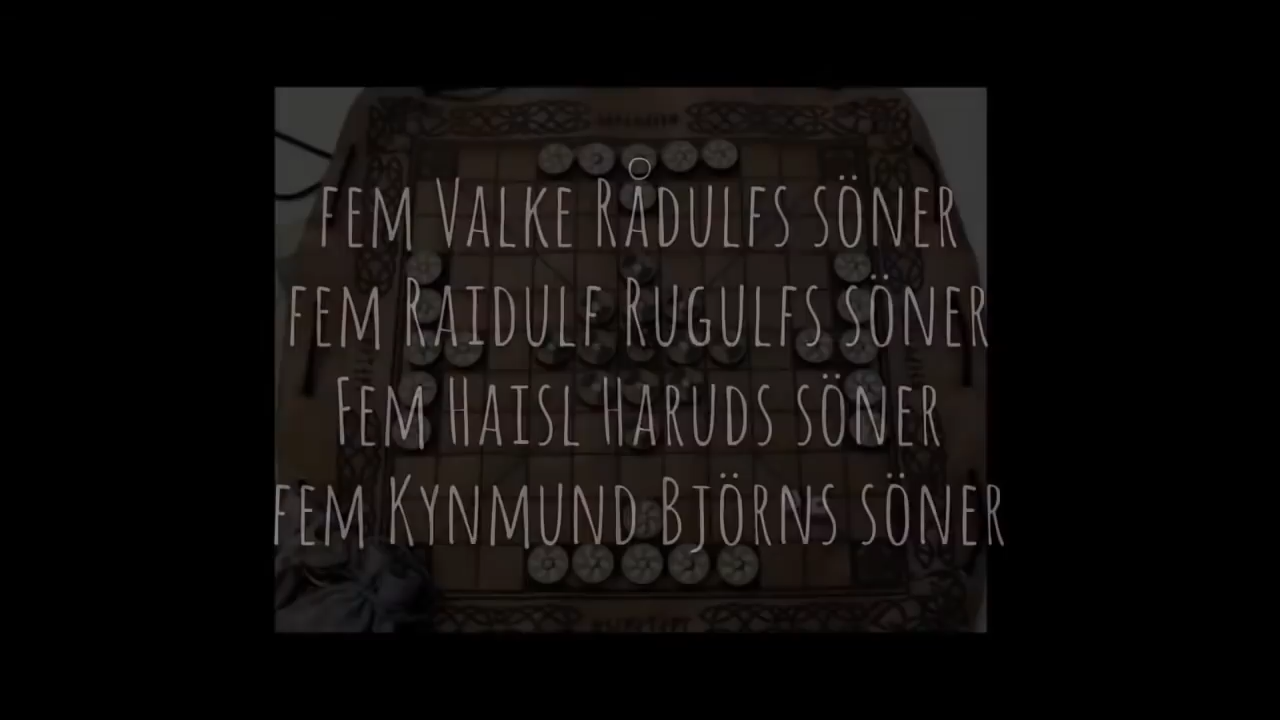 fem Valke Rådulfs söner
fem Raidulf Rugulfs söner
Fem Haisl Haruds söner
fem Kynmund Björns söner